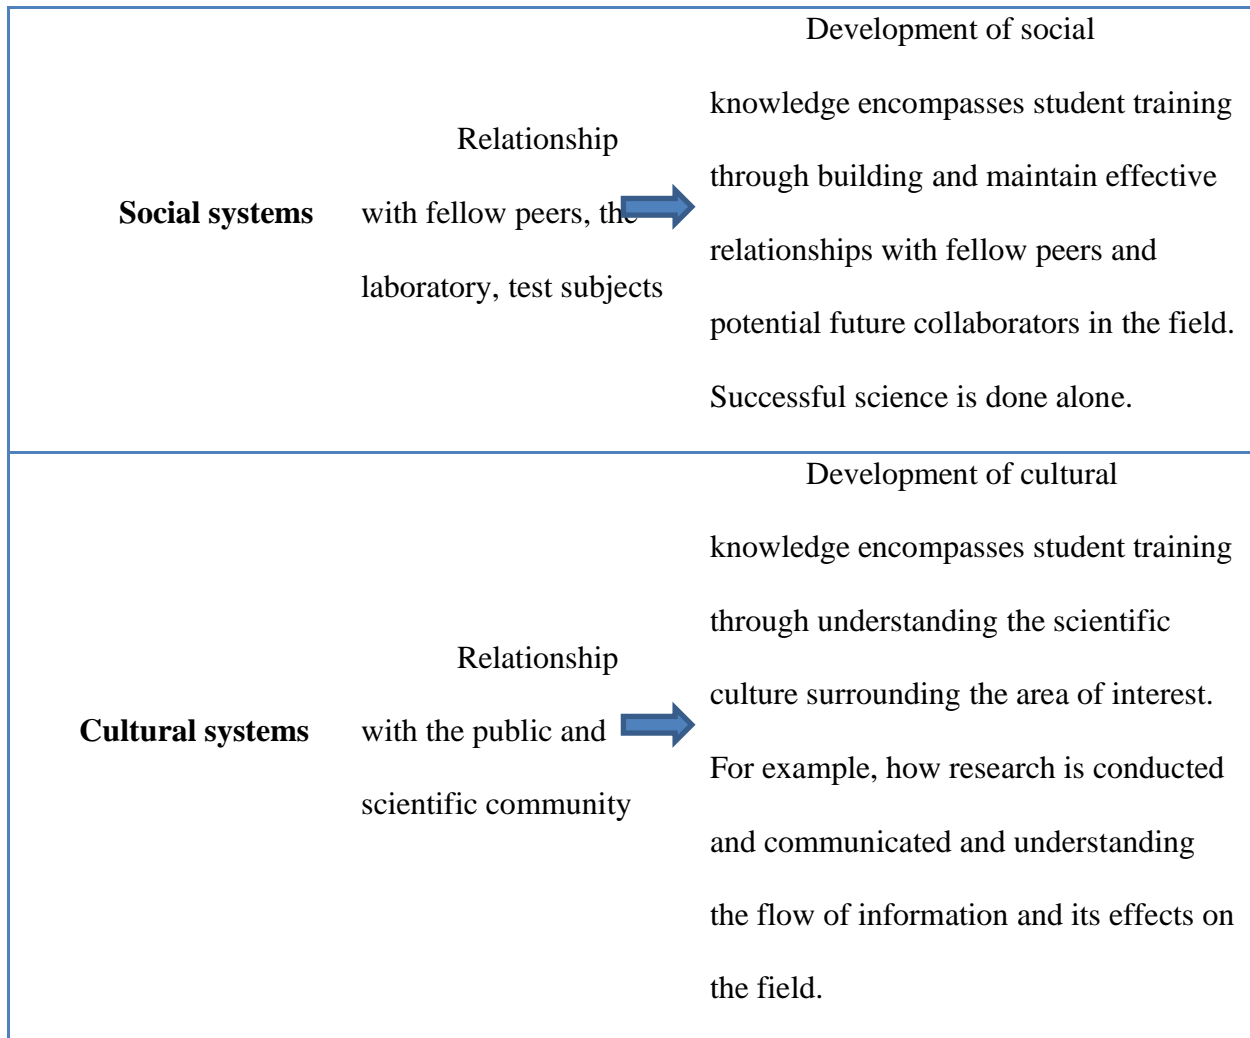 Social systems
Relationship
with fellow peers, the
laboratory, test subjects
Development of social
knowledge encompasses student training
through building and maintain effective
relationships with fellow peers and
potential future collaborators in the field.
Successful science is done alone.
Cultural systems
Relationship
with the public and
scientific community
Development of cultural
knowledge encompasses student training
through understanding the scientific
culture surrounding the area of interest.
For example, how research is conducted
and communicated and understanding
the flow of information and its effects on
the field.